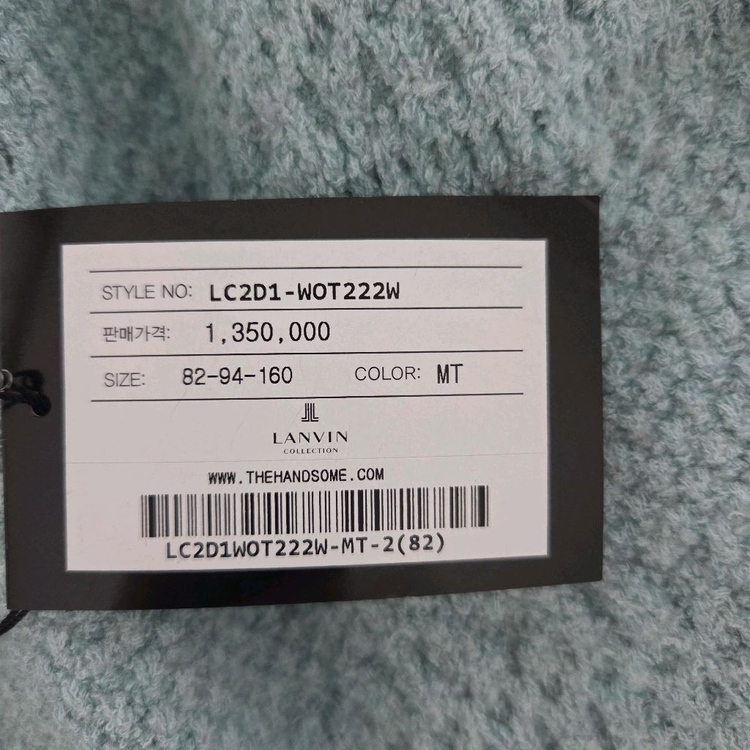 STYLE NO: LC2D1-WOT222W
판매가격: 1,350,000
SIZE: 82-94-160 COLOR: MT
LANVIN
COLLECTION
WWW.THEHANDSOME.COM
LC2D1WOT222W-MT-2(82)